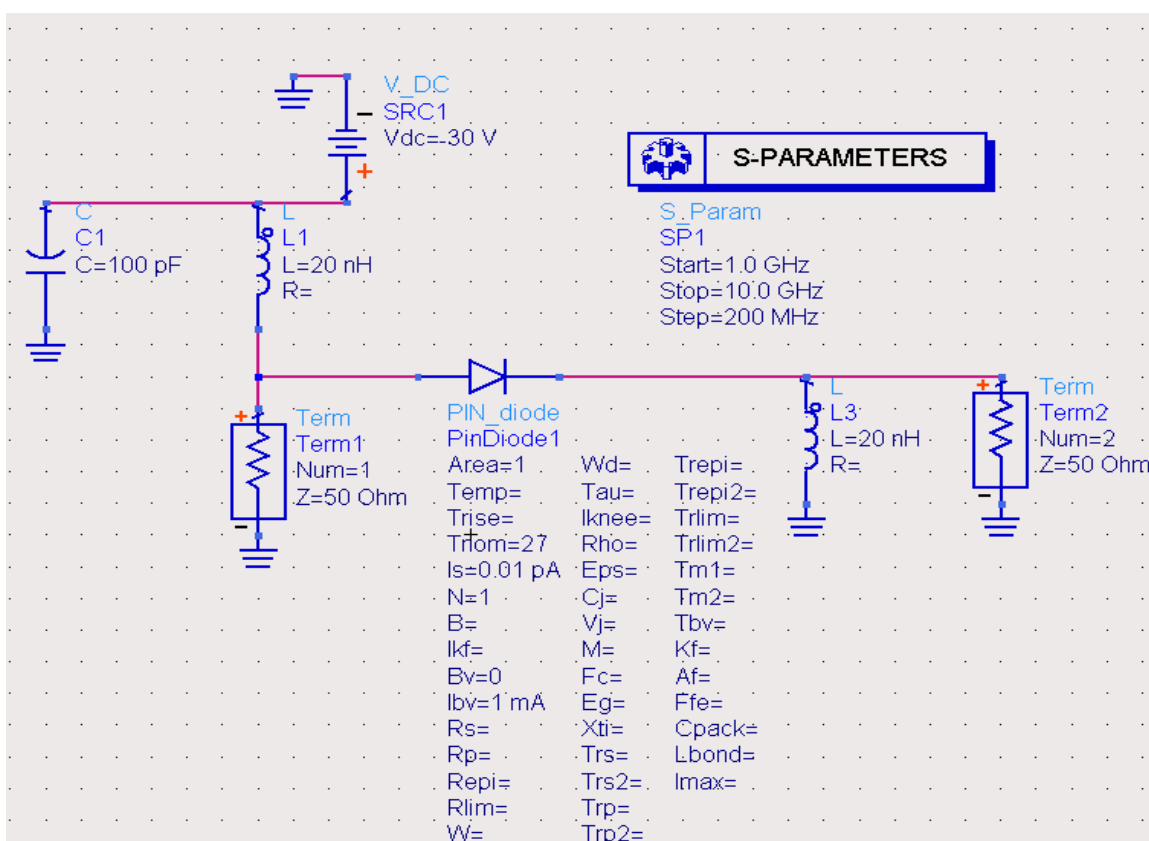 V_DC
SRC1
Vdc=-30 V
S-PARAMETERS
S_Param
SP1
Start=1.0 GHz
Stop=10.0 GHz
Step=200 MHz
C
C1
C=100 pF
L
L1
L=20 nH
R=
Term
Term1
Num=1
Z=50 Ohm
PIN_diode
PinDiode1
Area=1 Wd= Trepi=
Temp= Tau= Trepi2=
Trise= Iknee= Trlim=
Tnom=27 Rho= Trlim2=
Is=0.01 pA Eps= Tm1=
N=1 Cj= Tm2=
B= Vj= Tbv=
Ikf= M= Kf=
Bv=0 Fc= Af=
Ibv=1 mA Eg= Ffe=
Rs= Xti= Cpack=
Rp= Trs= Lbond=
Repi= Trs2= Imax=
Rlim= Trp=
W= Trp2=
L
L3
L=20 nH
R=
Term
Term2
Num=2
Z=50 Ohm